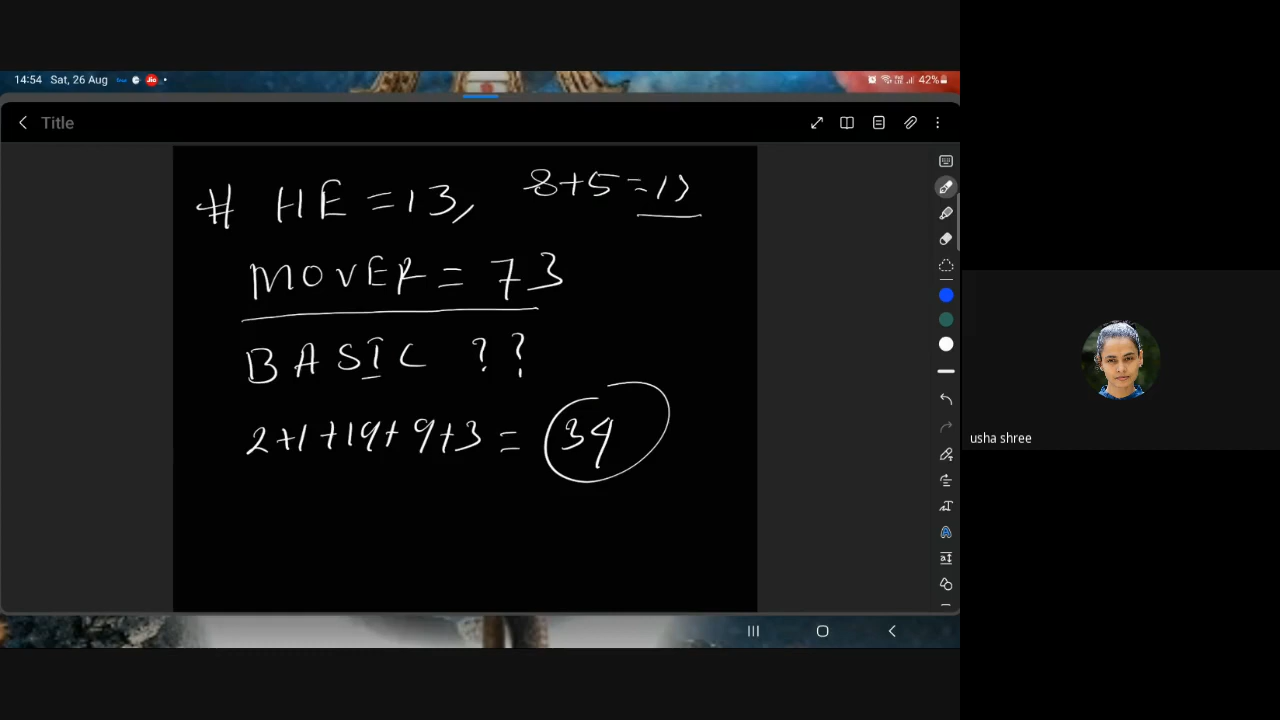 14:54 Sat, 26 Aug
Jio
42%
Title
# HE = 13, 8+5=13
MOVER = 73
BASIC ??
2+1+19+9+3 = 34
usha shree